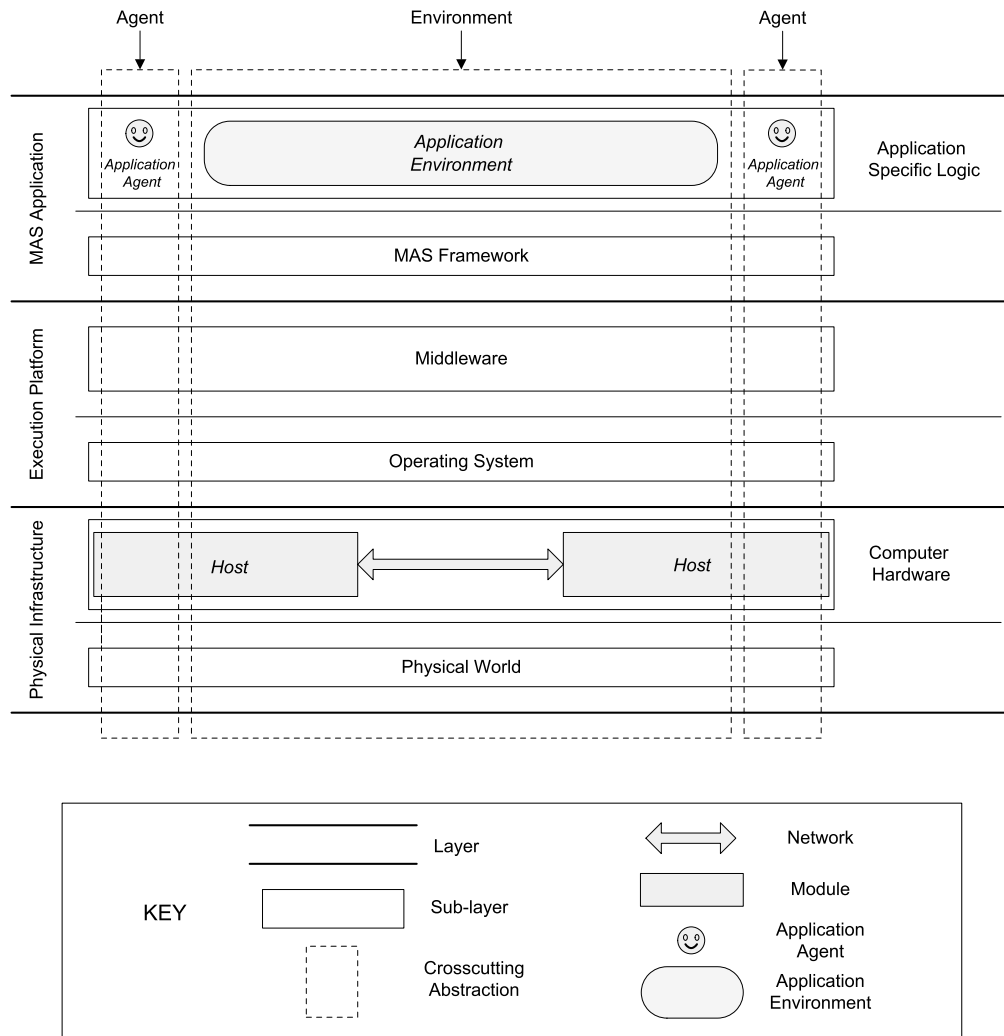 Agent
Environment
Agent
MAS Application
Application
Agent
Application
Environment
Application
Agent
Application
Specific Logic
MAS Framework
Execution Platform
Middleware
Operating System
Physical Infrastructure
Host
Host
Computer
Hardware
Physical World
KEY
Layer
Sub-layer
Crosscutting
Abstraction
Network
Module
Application
Agent
Application
Environment